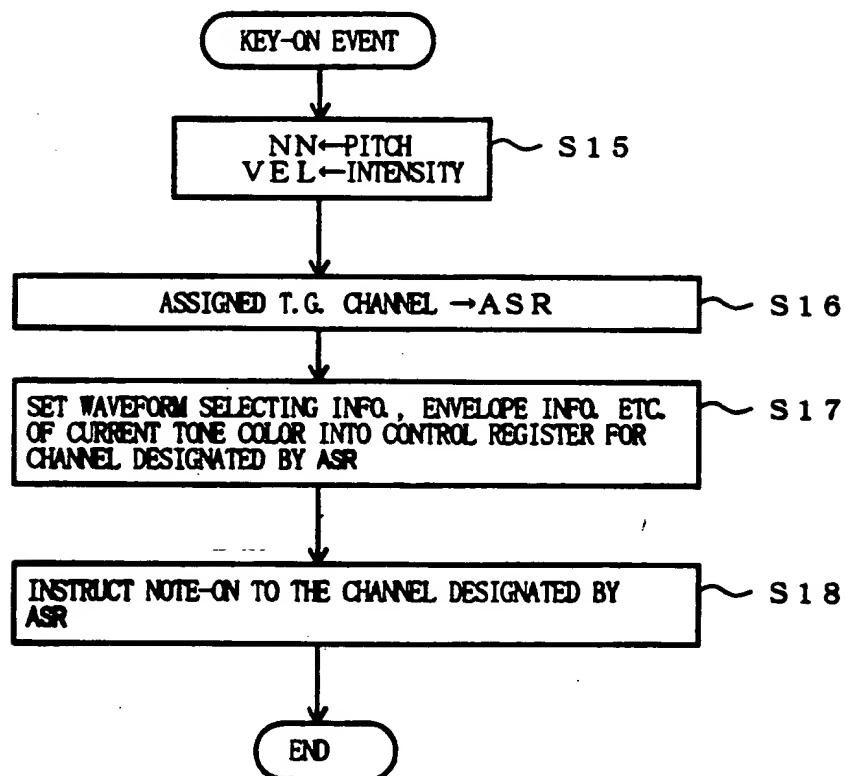 KEY-ON EVENT
NN←PITCH
VEL←INTENSITY
S15
ASSIGNED T.G. CHANNEL →ASR
S16
SET WAVEFORM SELECTING INFO., ENVELOPE INFO. ETC.
OF CURRENT TONE COLOR INTO CONTROL REGISTER FOR
CHANNEL DESIGNATED BY ASR
S17
INSTRUCT NOTE-ON TO THE CHANNEL DESIGNATED BY
ASR
S18
END